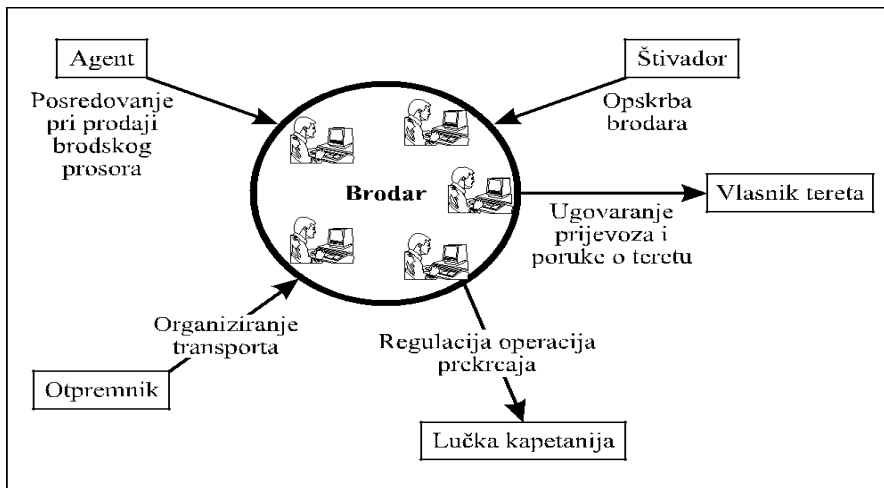 Agent
Posredovanje
pri prodaji
brodskog
prosora
Štivador
Opskrba
brodara
Brodar
Vlasnik tereta
Ugovaranje
prijevoza i
poruke o teretu
Organiziranje
transporta
Otpremnik
Regulacija operacija
prekrcaja
Lučka kapetanija